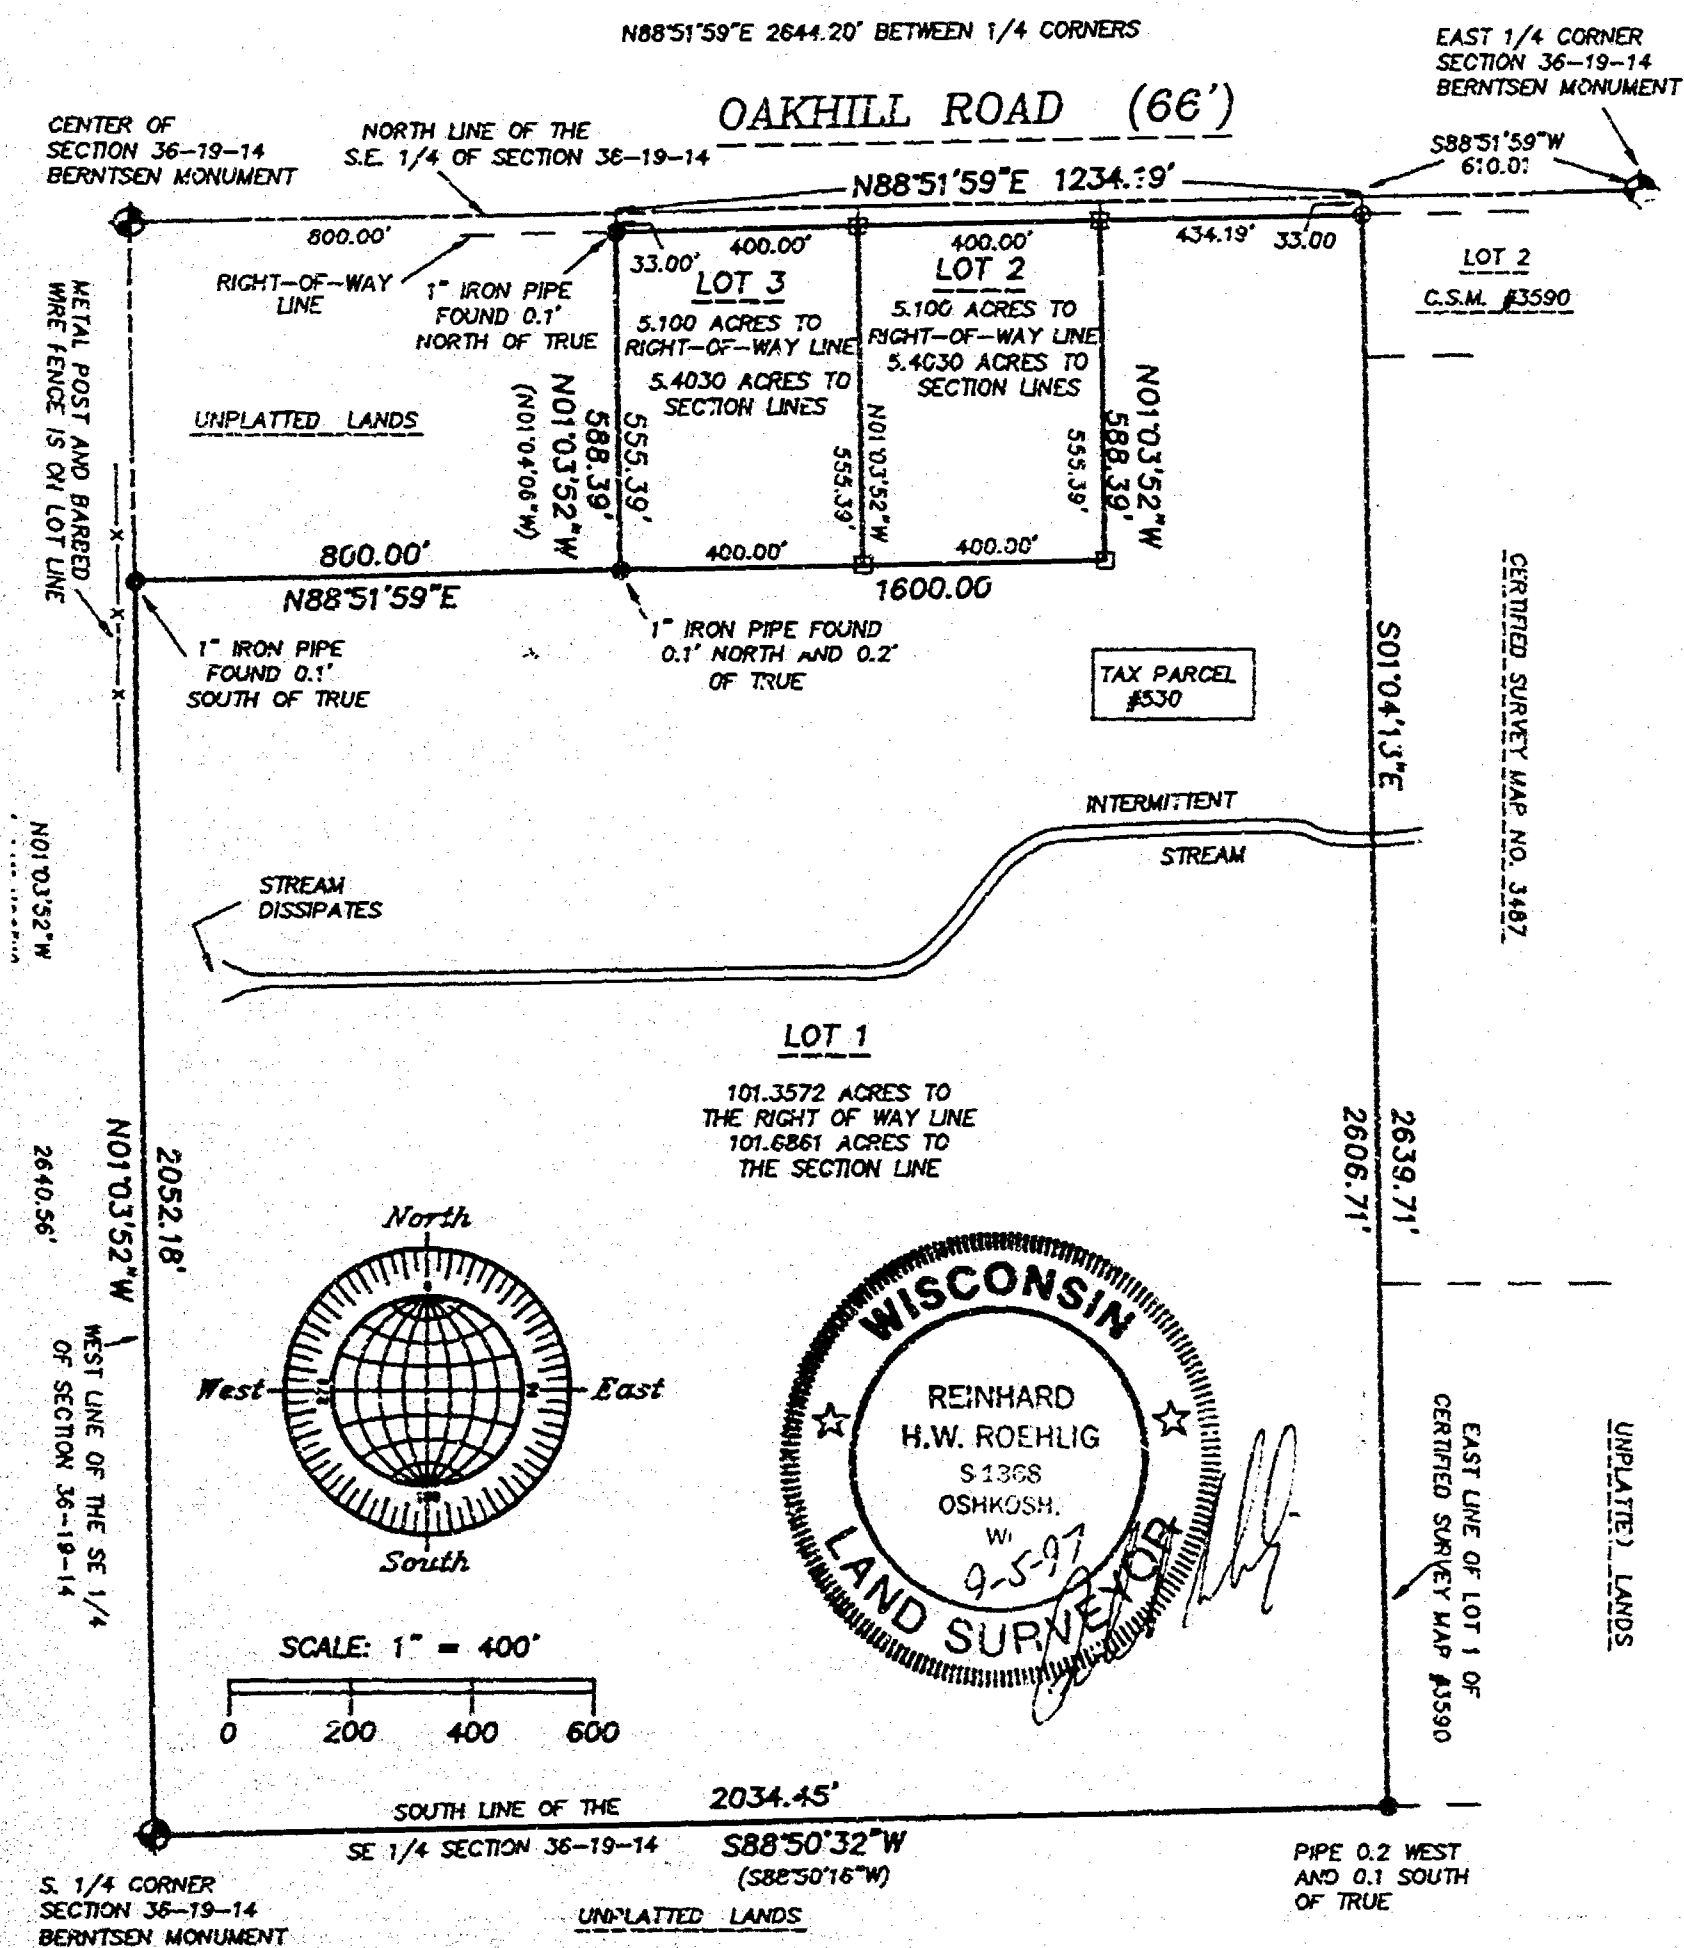 N88°51'59"E 2644.20' BETWEEN 1/4 CORNERS
EAST 1/4 CORNER
SECTION 36-19-14
BERNTSEN MONUMENT
OAKHILL ROAD (66')
CENTER OF
SECTION 36-19-14
BERNTSEN MONUMENT
NORTH LINE OF THE
S.E. 1/4 OF SECTION 36-19-14
S88°51'59"W
610.01
N88°51'59"E 1234.19'
800.00'
33.00'
400.00'
400.00'
434.19'
33.00
RIGHT-OF-WAY
LINE
1" IRON PIPE
FOUND 0.1'
NORTH OF TRUE
LOT 3
5.100 ACRES TO
RIGHT-OF-WAY LINE
5.4030 ACRES TO
SECTION LINES
LOT 2
5.100 ACRES TO
RIGHT-OF-WAY LINE
5.4030 ACRES TO
SECTION LINES
LOT 2
C.S.M. #3590
METAL POST AND BARBED
WIRE FENCE IS ON LOT LINE
UNPLATTED LANDS
(N01°04'06"W)
N01°03'52"W
588.39'
555.39'
N01°03'52"W
555.39'
555.39'
588.39'
N01°03'52"W
800.00'
N88°51'59"E
400.00'
400.00'
1600.00
1" IRON PIPE
FOUND 0.1'
SOUTH OF TRUE
1" IRON PIPE FOUND
0.1' NORTH AND 0.2'
OF TRUE
TAX PARCEL
#530
S01°04'13"E
CERTIFIED SURVEY MAP NO. 3487
INTERMITTENT
STREAM
STREAM
DISSIPATES
N01°03'52"W
2640.56'
LOT 1
101.3572 ACRES TO
THE RIGHT OF WAY LINE
101.6861 ACRES TO
THE SECTION LINE
N01°03'52"W
2052.18'
2639.71'
2606.71'
WEST LINE OF THE SE 1/4
OF SECTION 36-19-14
North
West
East
South
WISCONSIN
REINHARD
H.W. ROEHLIG
S-1368
OSHKOSH,
WI
9-5-97
LAND SURVEYOR
EAST LINE OF LOT 1 OF
CERTIFIED SURVEY MAP #3590
UNPLATTED LANDS
SCALE: 1" = 400'
0 200 400 600
SOUTH LINE OF THE
SE 1/4 SECTION 36-19-14
2034.45'
S88°50'32"W
(S88°50'16"W)
S. 1/4 CORNER
SECTION 36-19-14
BERNTSEN MONUMENT
UNPLATTED LANDS
PIPE 0.2 WEST
AND 0.1 SOUTH
OF TRUE